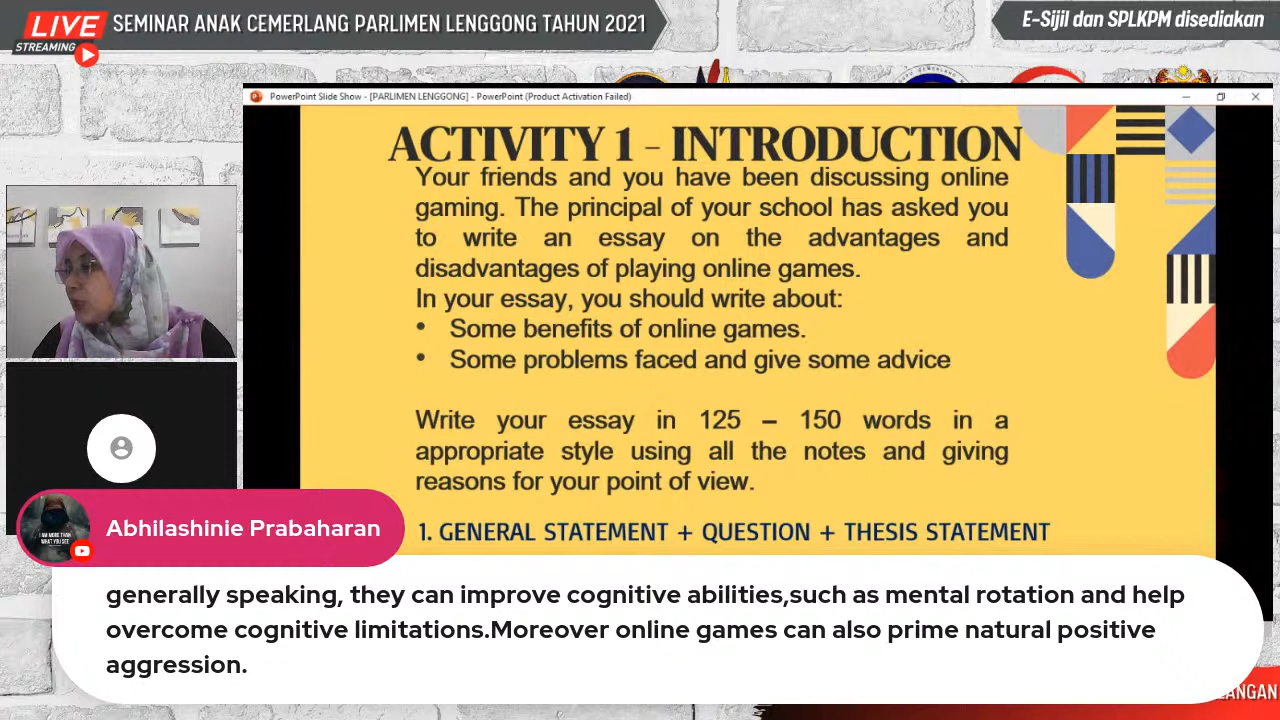 LIVE
STREAMING
SEMINAR ANAK CEMERLANG PARLIMEN LENGGONG TAHUN 2021
E-Sijil dan SPLKPM disediakan
PowerPoint Slide Show - [PARLIMEN LENGGONG] - PowerPoint (Product Activation Failed)
ACTIVITY 1 - INTRODUCTION
Your friends and you have been discussing online
gaming. The principal of your school has asked you
to write an essay on the advantages and
disadvantages of playing online games.
In your essay, you should write about:
• Some benefits of online games.
• Some problems faced and give some advice
Write your essay in 125 – 150 words in a
appropriate style using all the notes and giving
reasons for your point of view.
1. GENERAL STATEMENT + QUESTION + THESIS STATEMENT
I AM MORE THAN
WHAT YOU SEE
Abhilashinie Prabaharan
generally speaking, they can improve cognitive abilities,such as mental rotation and help
overcome cognitive limitations.Moreover online games can also prime natural positive
aggression.